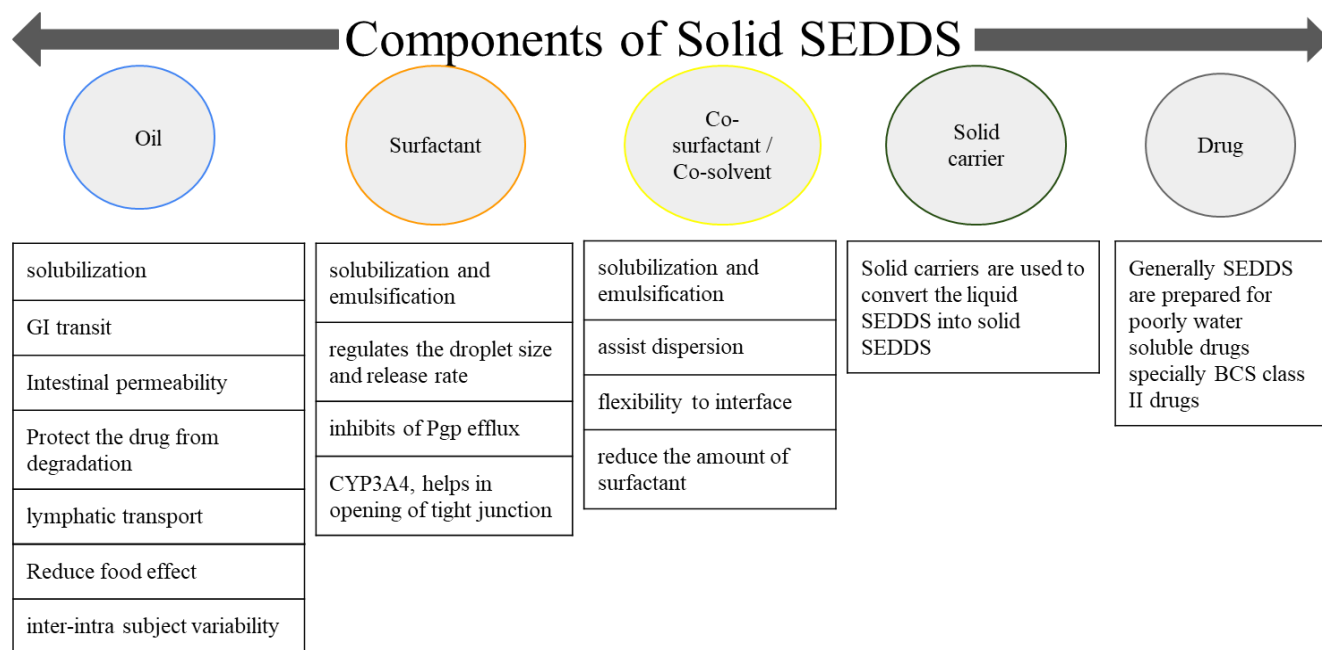 Components of Solid SEDDS
Oil
Surfactant
Co-
surfactant /
Co-solvent
Solid
carrier
Drug
solubilization
GI transit
Intestinal permeability
Protect the drug from
degradation
lymphatic transport
Reduce food effect
inter-intra subject variability
solubilization and
emulsification
regulates the droplet size
and release rate
inhibits of Pgp efflux
CYP3A4, helps in
opening of tight junction
solubilization and
emulsification
assist dispersion
flexibility to interface
reduce the amount of
surfactant
Solid carriers are used to
convert the liquid
SEDDS into solid
SEDDS
Generally SEDDS
are prepared for
poorly water
soluble drugs
specially BCS class
II drugs